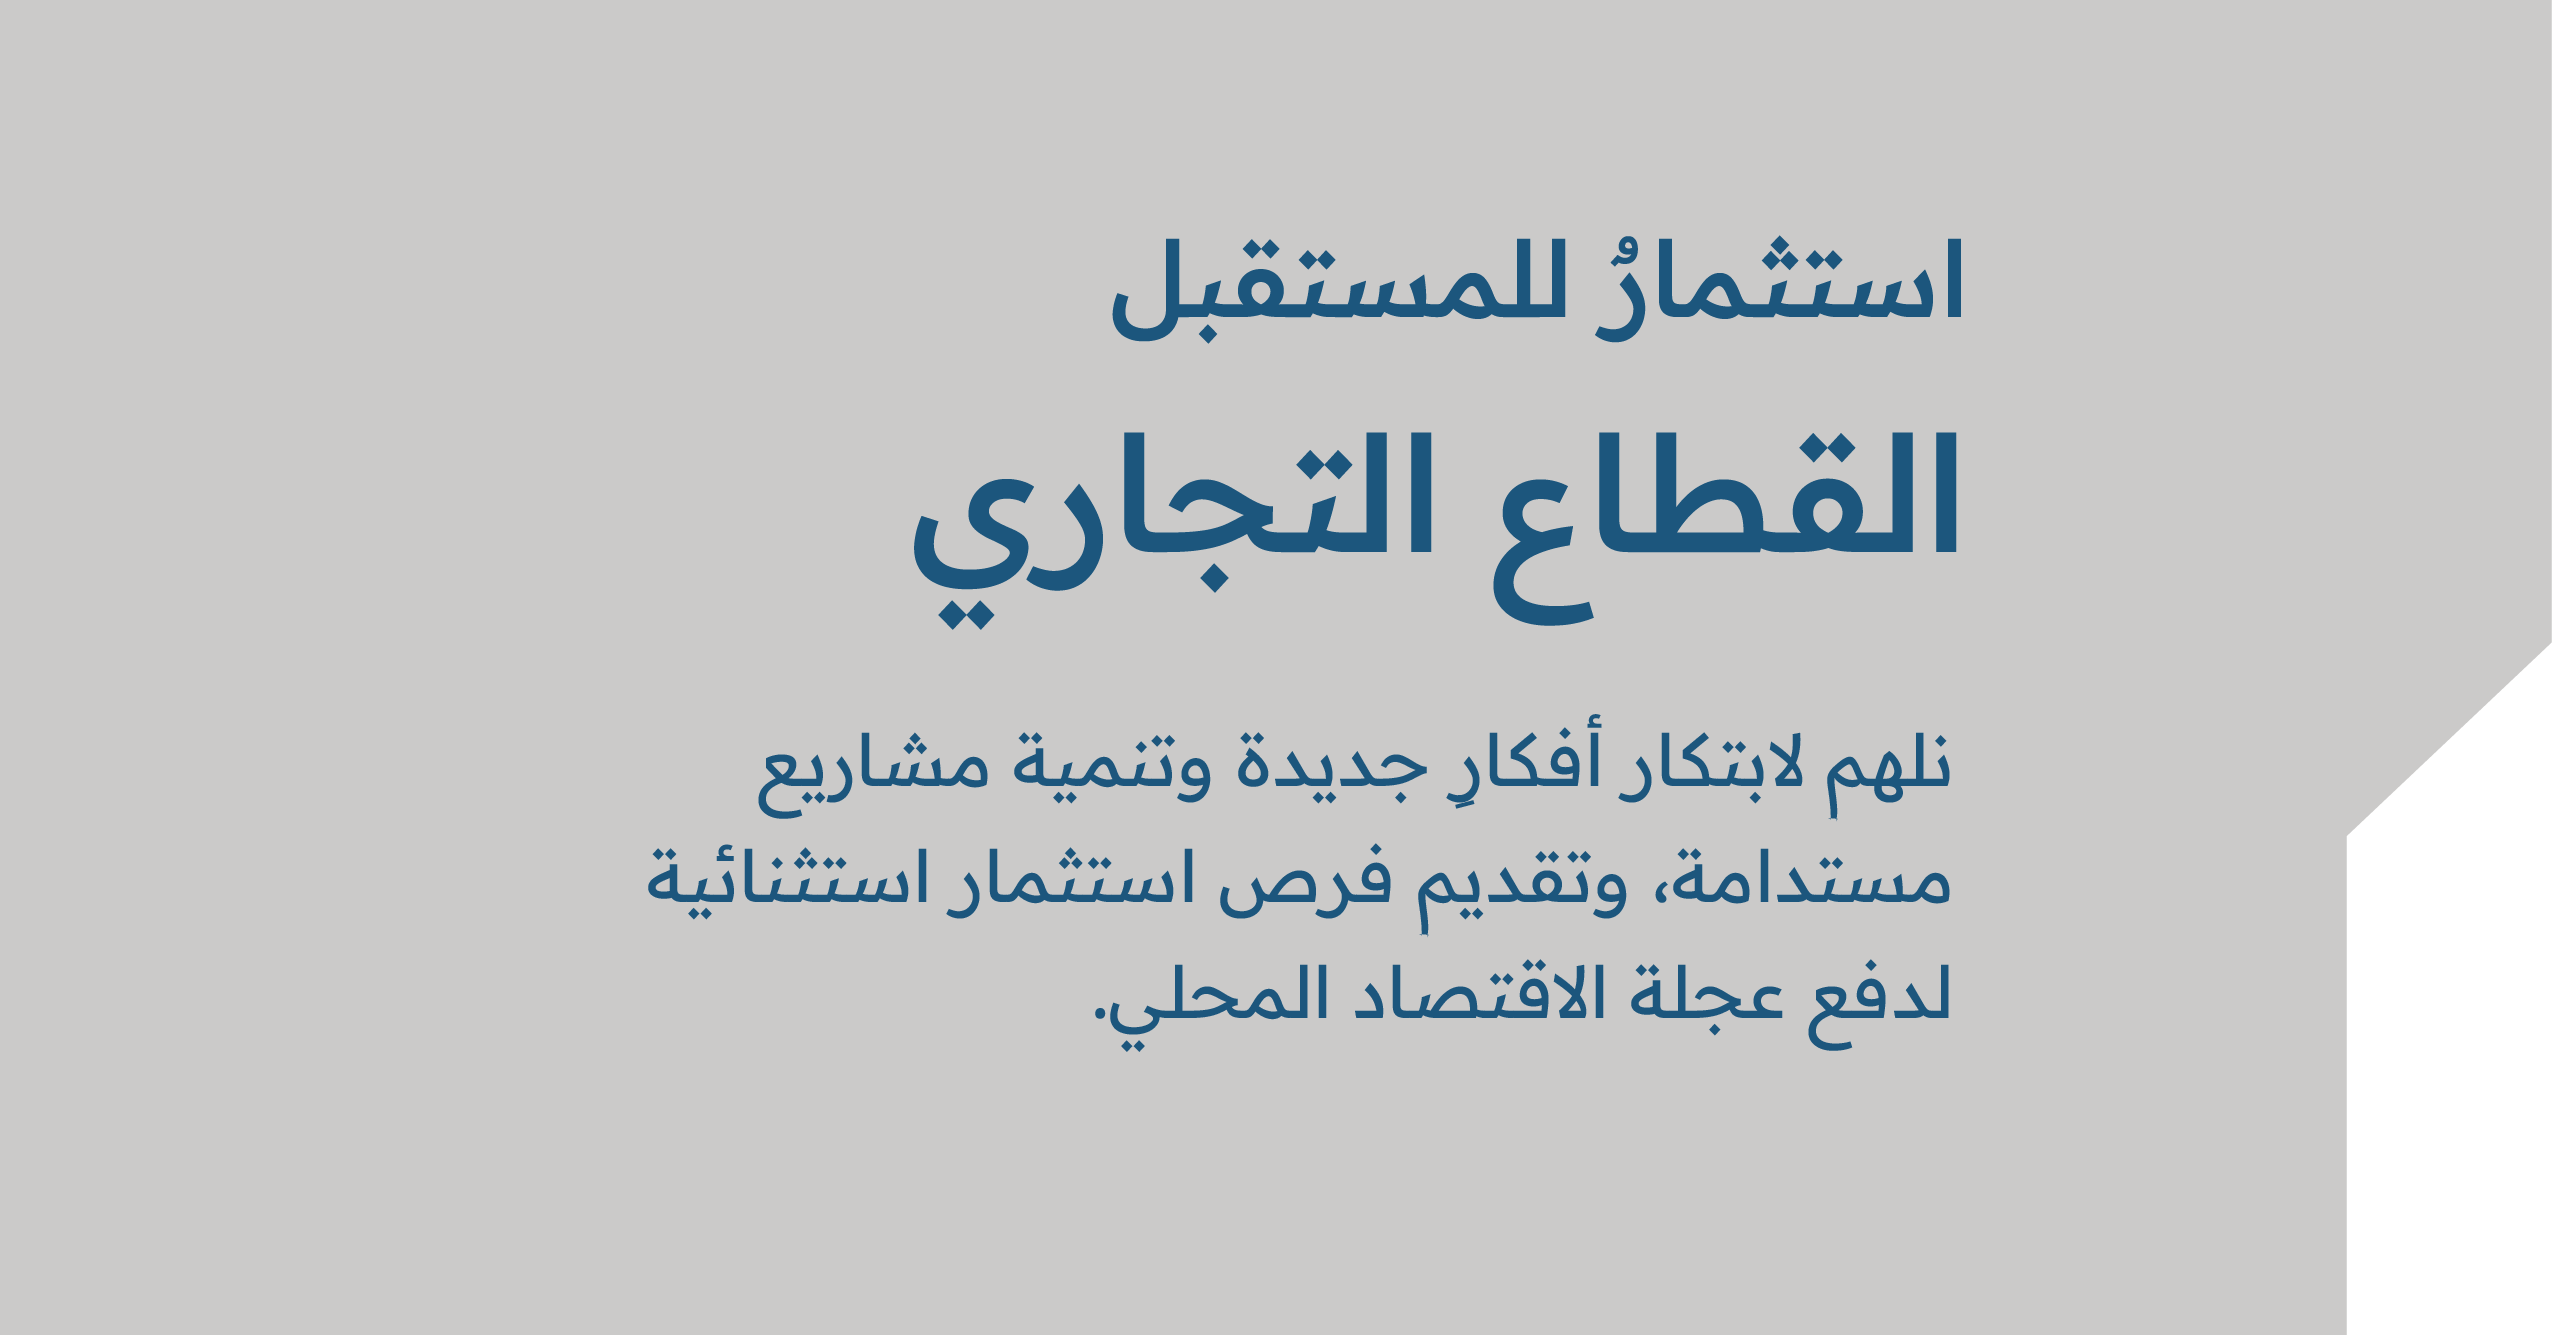 استثمارُ للمستقبل
القطاع التجاري
نلهم لابتكار أفكارٍ جديدة وتنمية مشاريع
مستدامة، وتقديم فرص استثمار استثنائية
لدفع عجلة الاقتصاد المحلي.